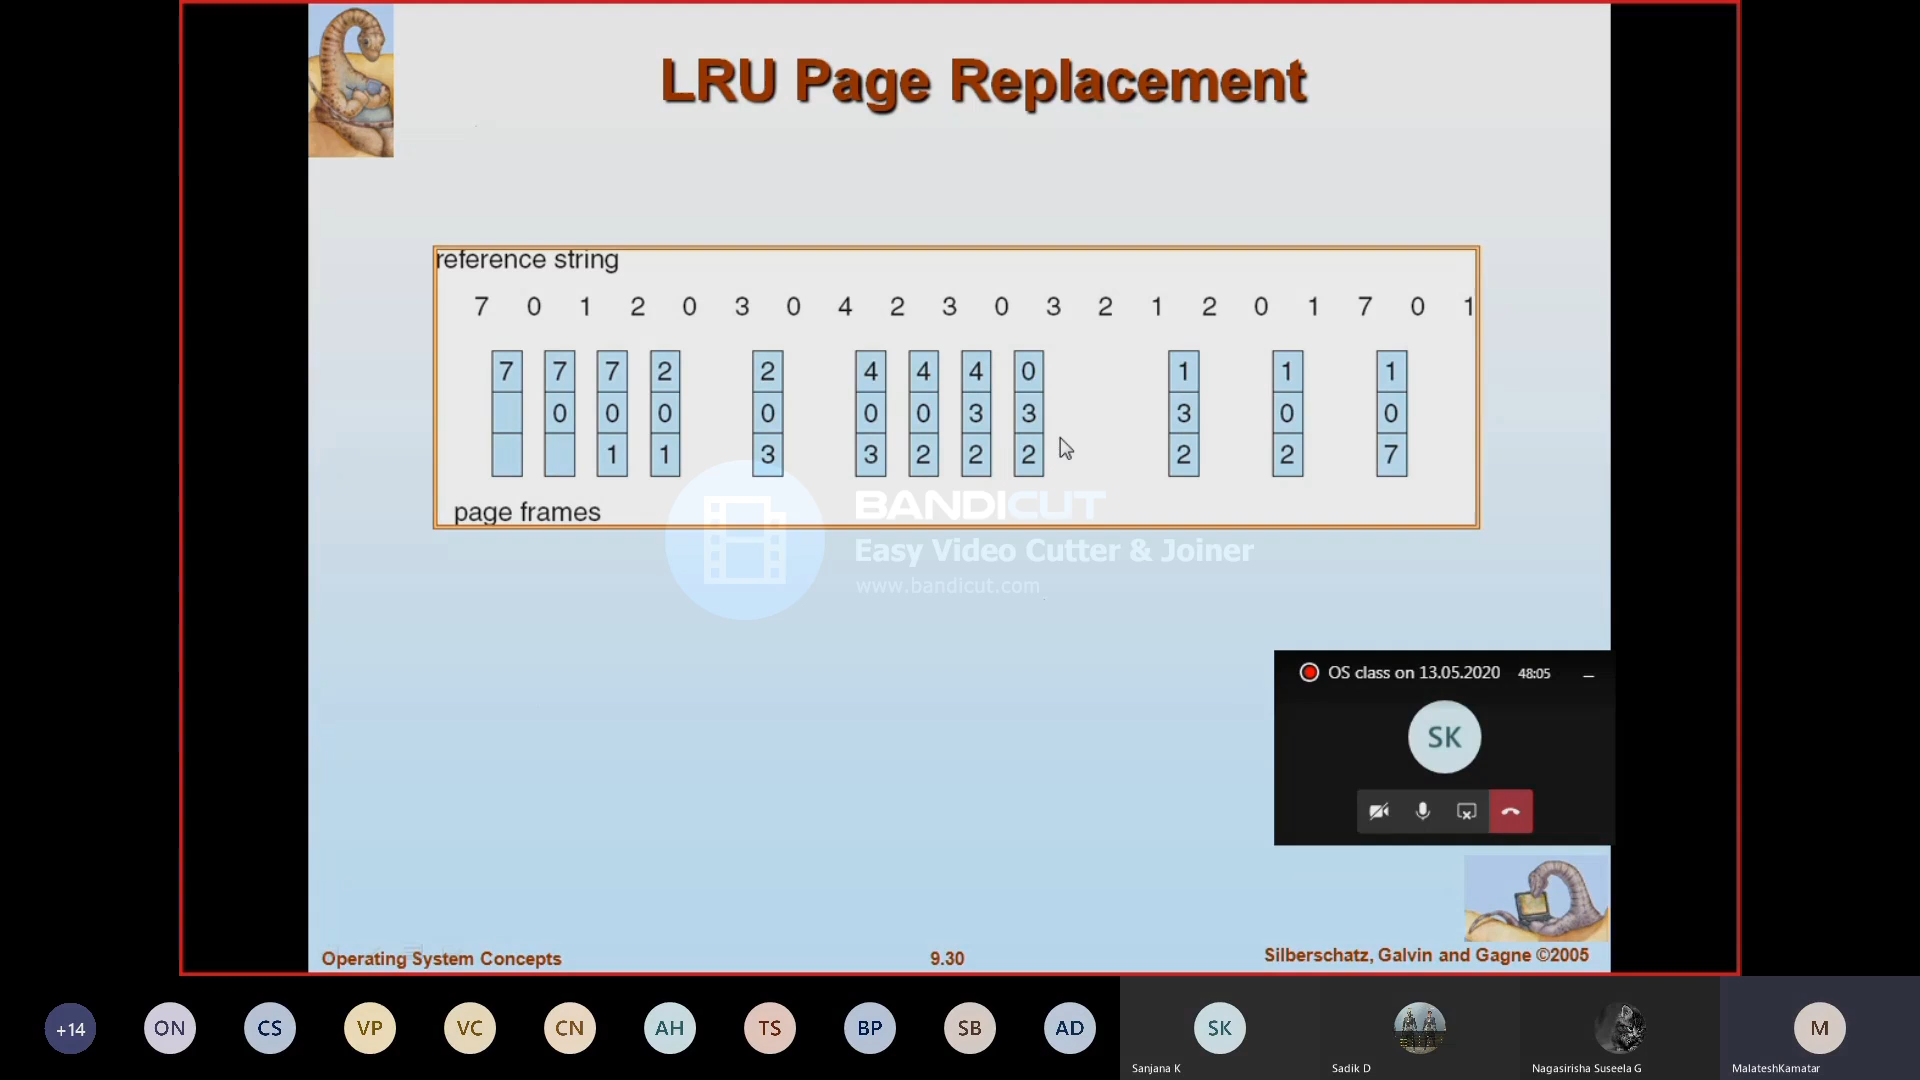 LRU Page Replacement
reference string
7 0 1 2 0 3 0 4 2 3 0 3 2 1 2 0 1 7 0 1
7 7 7 2 2 4 4 4 0 1 1 1
0 0 0 0 0 0 3 3 3 0 0
1 1 3 3 2 2 2 2 2 7
page frames
BANDICUT
Easy Video Cutter & Joiner
www.bandicut.com
OS class on 13.05.2020 48:05
SK
Operating System Concepts
9.30
Silberschatz, Galvin and Gagne ©2005
+14 ON CS VP VC CN AH TS BP SB AD SK M
Sanjana K
Sadik D
Nagasirisha Suseela G
MalateshKamatar